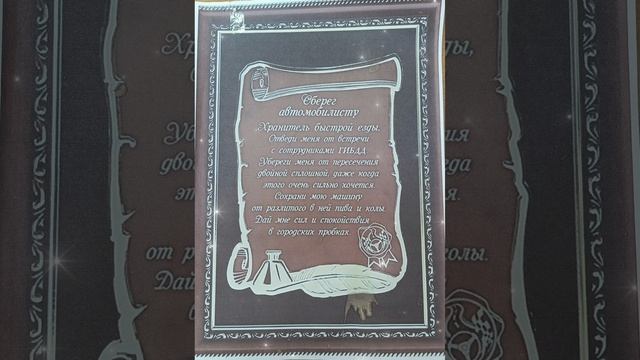 Оберег
автомобилисту
Хранитель быстрой езды,
Отведи меня от встречи
с сотрудниками ГИБДД
Убереги меня от пересечения
двойной сплошной, даже когда
этого очень сильно хочется.
Сохрани мою машину
от разлитого в ней пива и колы.
Дай мне сил и спокойствия
в городских пробках.